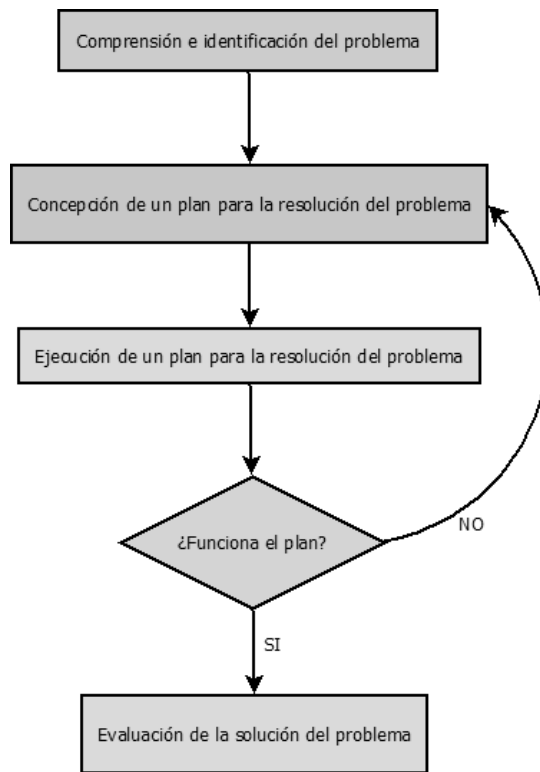 Comprensión e identificación del problema
Concepción de un plan para la resolución del problema
Ejecución de un plan para la resolución del problema
¿Funciona el plan?
NO
SI
Evaluación de la solución del problema